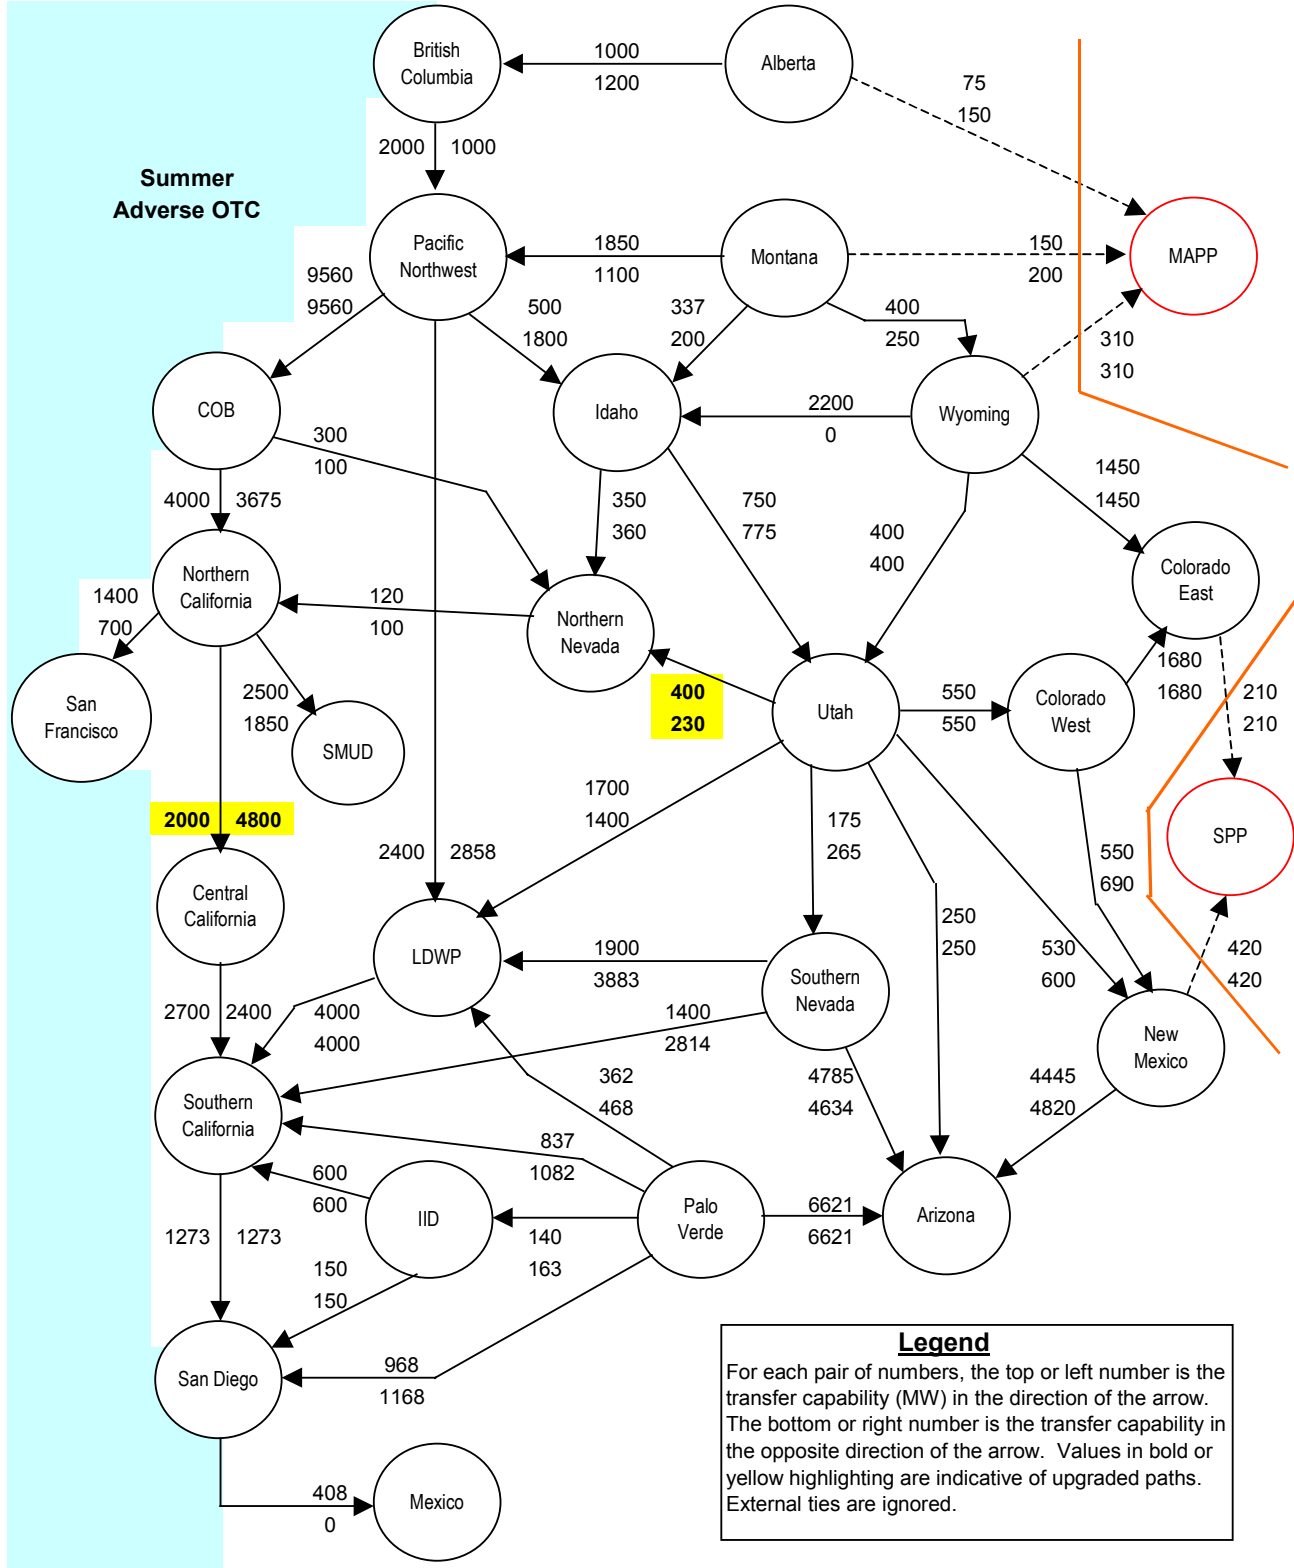 British
Columbia
1000
1200
Alberta
75
150
2000 1000
Summer
Adverse OTC
Pacific
Northwest
1850
1100
Montana
150
200
MAPP
9560
9560
500
1800
337
200
400
250
310
310
COB
Idaho
2200
0
Wyoming
300
100
1450
1450
4000 3675
350
360
750
775
400
400
Northern
California
Colorado
East
1400
700
120
100
Northern
Nevada
1680
1680
San
Francisco
2500
1850
SMUD
400
230
Utah
550
550
Colorado
West
210
210
1700
1400
2000 4800
175
265
SPP
2400 2858
550
690
Central
California
250
250
LDWP
1900
3883
Southern
Nevada
530
600
420
420
2700 2400
4000
4000
1400
2814
New
Mexico
362
468
4785
4634
4445
4820
Southern
California
837
1082
600
600
IID
Palo
Verde
6621
6621
Arizona
1273 1273
140
163
150
150
San Diego
968
1168
408
0
Mexico
Legend
For each pair of numbers, the top or left number is the
transfer capability (MW) in the direction of the arrow.
The bottom or right number is the transfer capability in
the opposite direction of the arrow. Values in bold or
yellow highlighting are indicative of upgraded paths.
External ties are ignored.